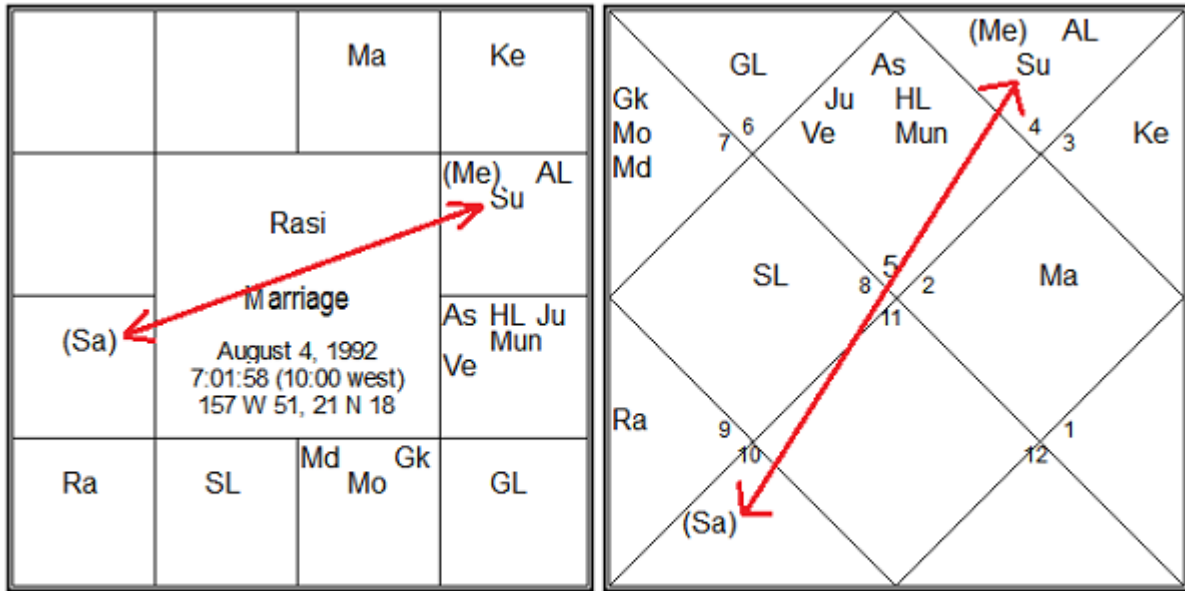 Ma
Ke
(Me) AL
Su
Rasi
Marriage
August 4, 1992
7:01:58 (10:00 west)
157 W 51, 21 N 18
(Sa)
As HL Ju
Mun
Ve
Ra
SL
Md Gk
Mo
GL
(Me) AL
Su
GL
As
Ju HL
Ve Mun
Gk
Mo
Md
6
7
4
3
Ke
SL
5
8 2
11
Ma
Ra
9
10
1
12
(Sa)